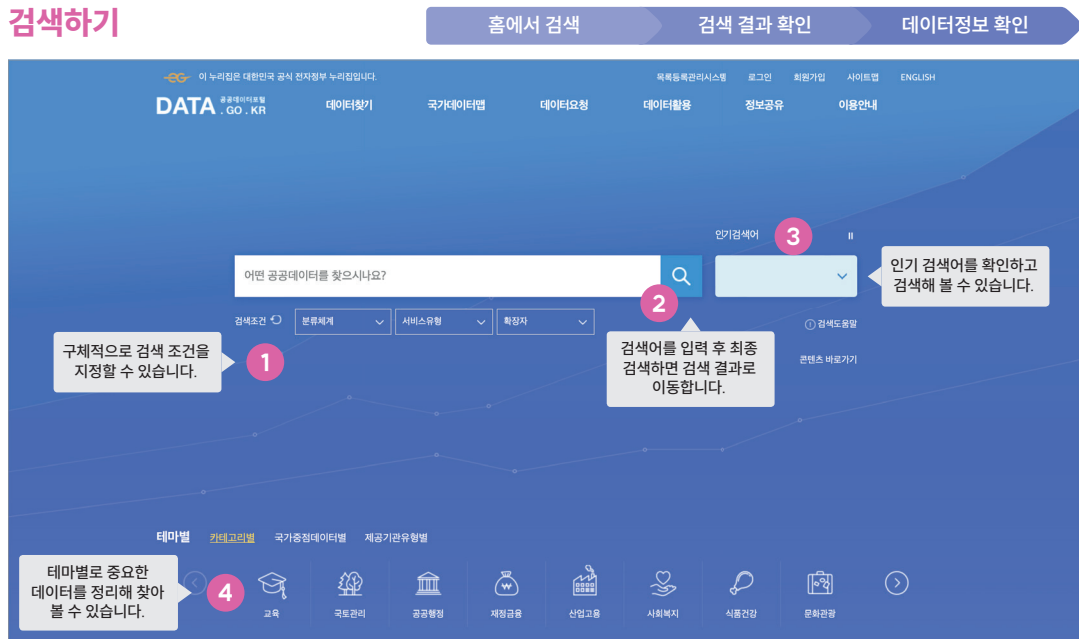 검색하기
홈에서 검색 검색 결과 확인 데이터정보 확인
이 누리집은 대한민국 공식 전자정부 누리집입니다.
목록등록관리시스템 로그인 회원가입 사이트맵 ENGLISH
DATA 공공데이터포털 .GO.KR
데이터찾기 국가데이터맵 데이터요청 데이터활용 정보공유 이용안내
인기검색어 3
어떤 공공데이터를 찾으시나요?
인기 검색어를 확인하고
검색해 볼 수 있습니다.
2
검색조건 분류체계 서비스유형 확장자
검색도움말
구체적으로 검색 조건을
지정할 수 있습니다.
1
검색어를 입력 후 최종
검색하면 검색 결과로
이동합니다.
콘텐츠 바로가기
테마별 카테고리별 국가중점데이터별 제공기관유형별
테마별로 중요한
데이터를 정리해 찾아
볼 수 있습니다.
4
교육 국토관리 공공행정 재정금융 산업고용 사회복지 식품건강 문화관광